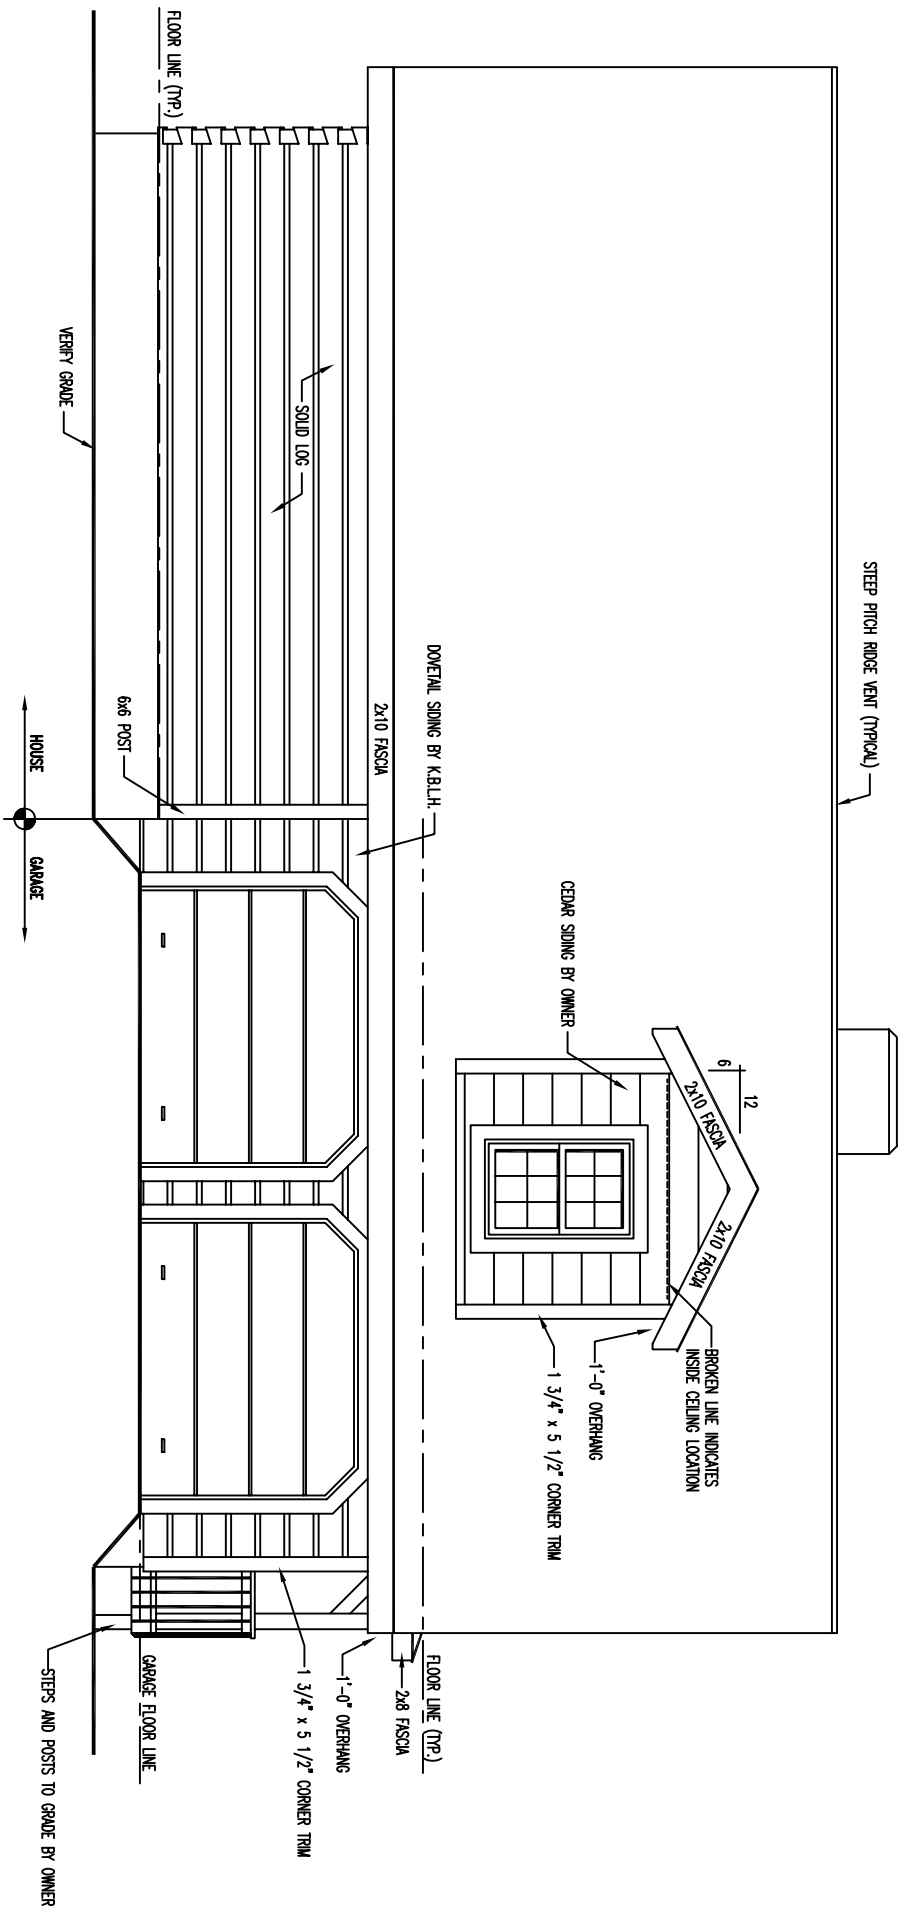 STEEP PITCH RIDGE VENT (TYPICAL)
12
6
2x10 FASCIA
2x10 FASCIA
BROKEN LINE INDICATES
INSIDE CEILING LOCATION
CEDAR SIDING BY OWNER
1'-0" OVERHANG
1 3/4" x 5 1/2" CORNER TRIM
DOVETAIL SIDING BY K.B.L.H.
FLOOR LINE (TYP.)
2x10 FASCIA
2x8 FASCIA
1'-0" OVERHANG
1 3/4" x 5 1/2" CORNER TRIM
SOLID LOG
FLOOR LINE (TYP.)
6x6 POST
GARAGE FLOOR LINE
VERIFY GRADE
STEPS AND POSTS TO GRADE BY OWNER
HOUSE
GARAGE